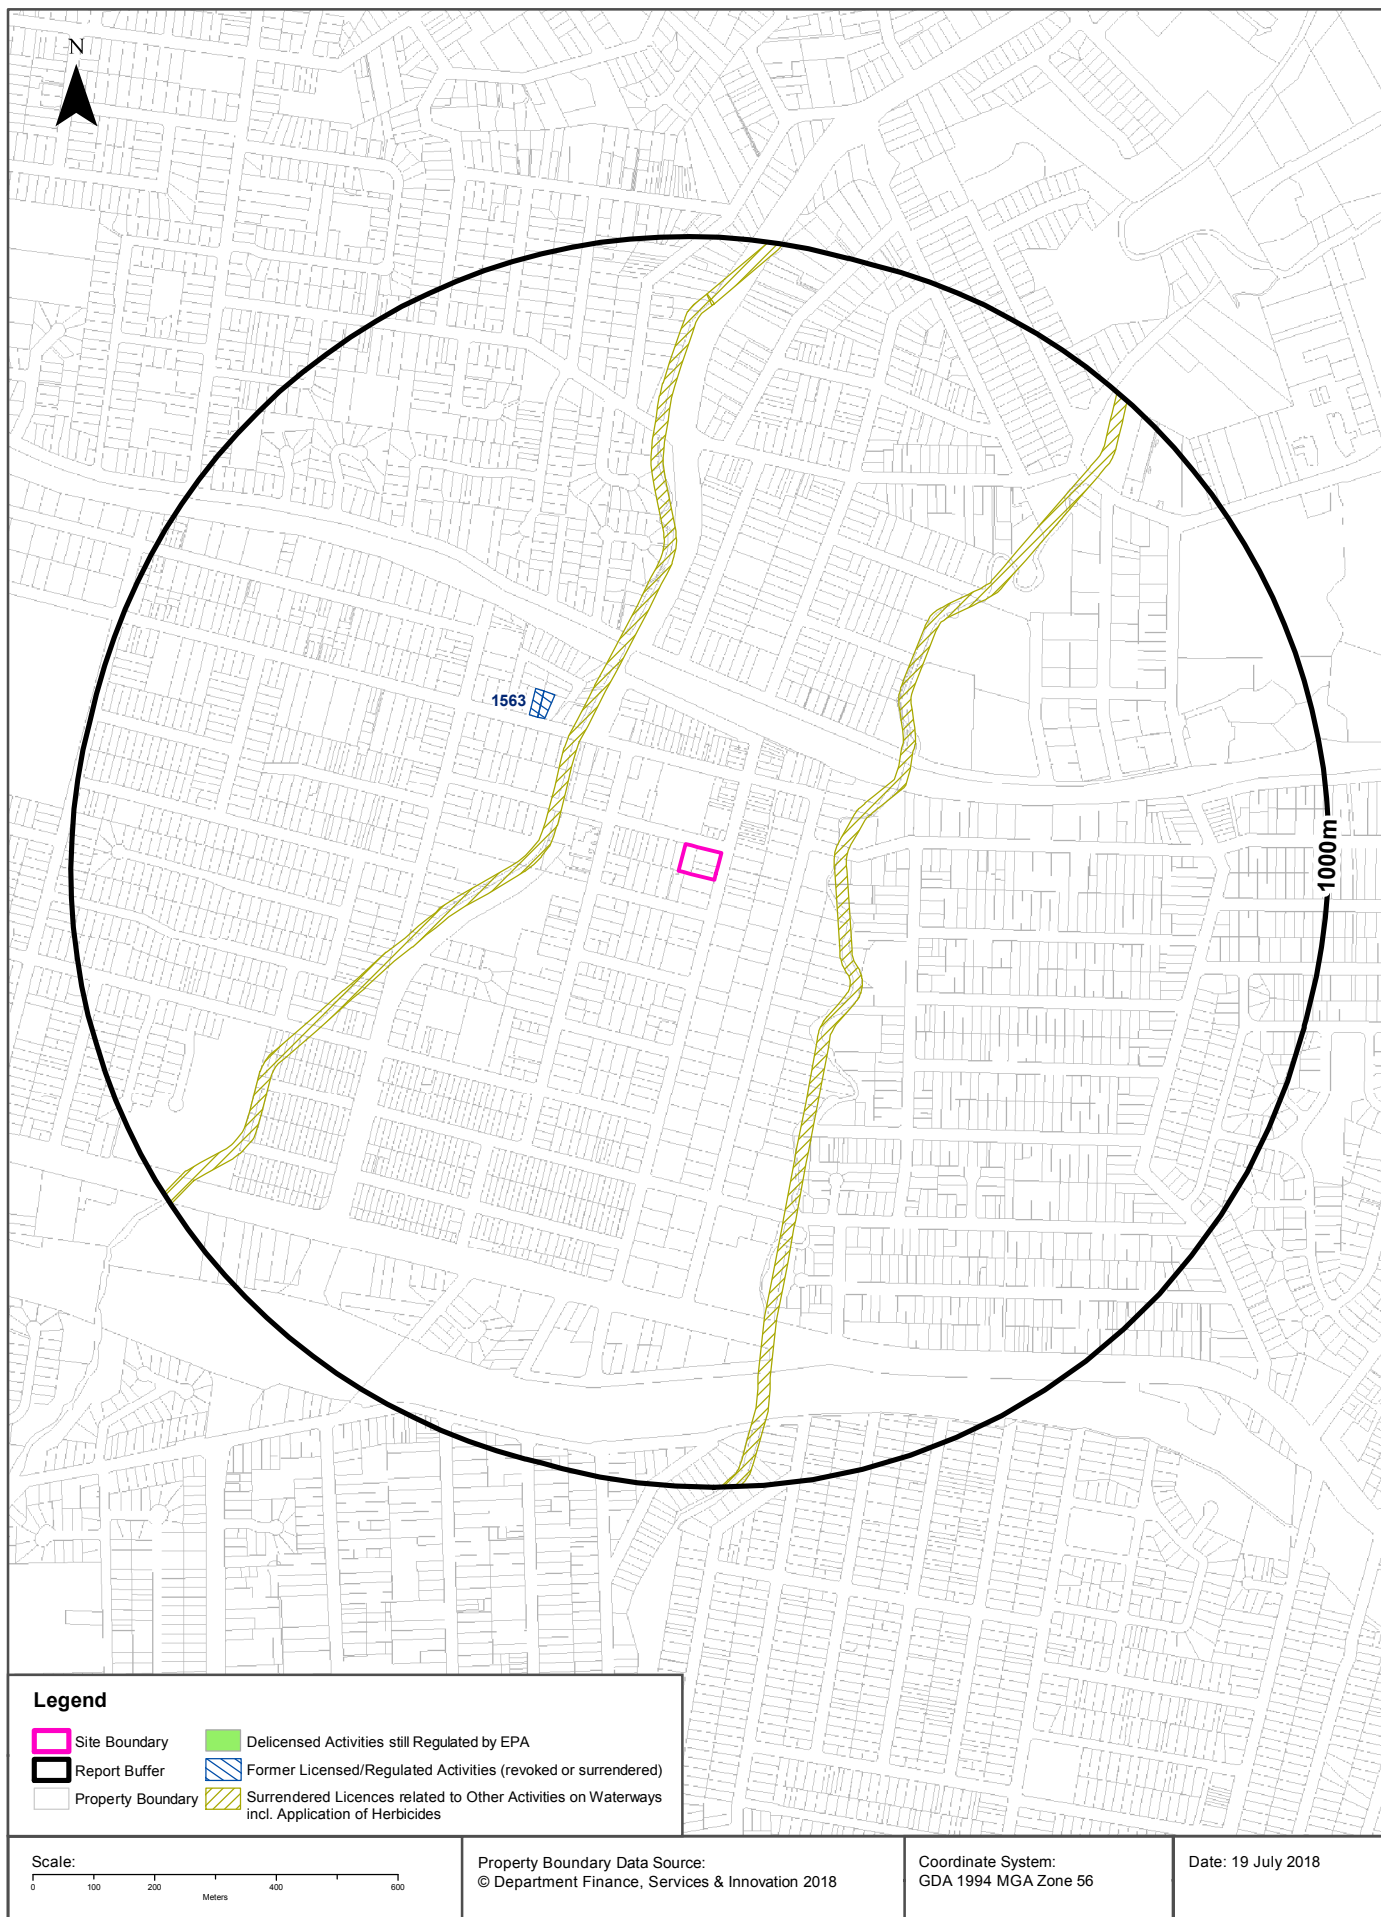 N
1563
1000m
Legend
Site Boundary
Report Buffer
Property Boundary
Delicensed Activities still Regulated by EPA
Former Licensed/Regulated Activities (revoked or surrendered)
Surrendered Licences related to Other Activities on Waterways
incl. Application of Herbicides
Scale:
0 100 200 400 600
Meters
Property Boundary Data Source:
© Department Finance, Services & Innovation 2018
Coordinate System:
GDA 1994 MGA Zone 56
Date: 19 July 2018